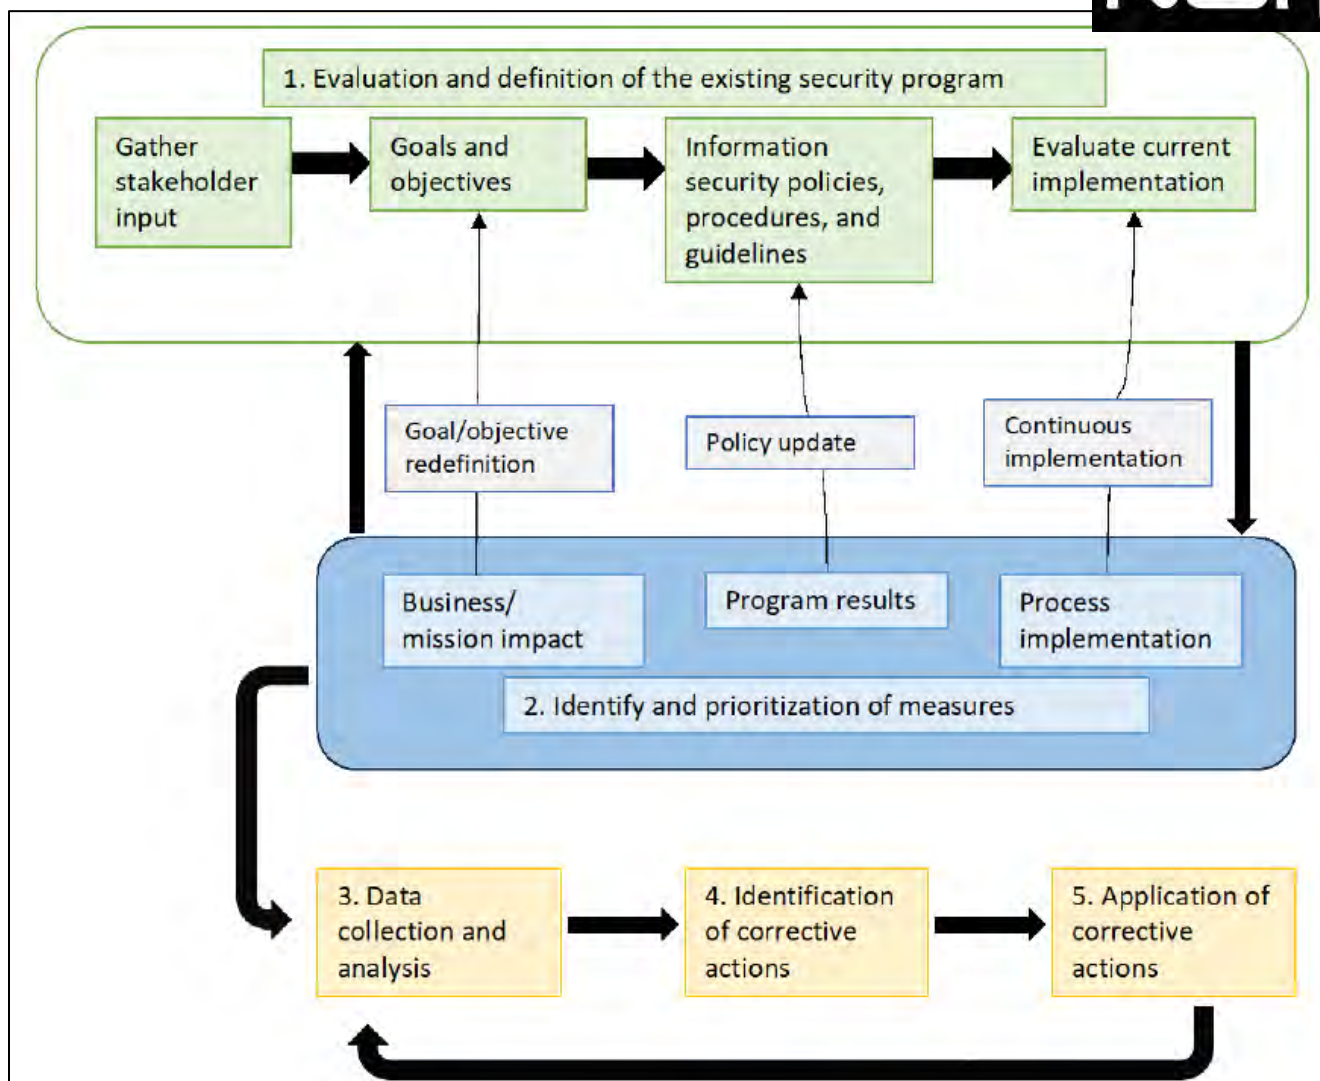 1. Evaluation and definition of the existing security program
Gather
stakeholder
input
Goals and
objectives
Information
security policies,
procedures, and
guidelines
Evaluate current
implementation
Goal/objective
redefinition
Policy update
Continuous
implementation
Business/
mission impact
Program results
Process
implementation
2. Identify and prioritization of measures
3. Data
collection and
analysis
4. Identification
of corrective
actions
5. Application of
corrective
actions